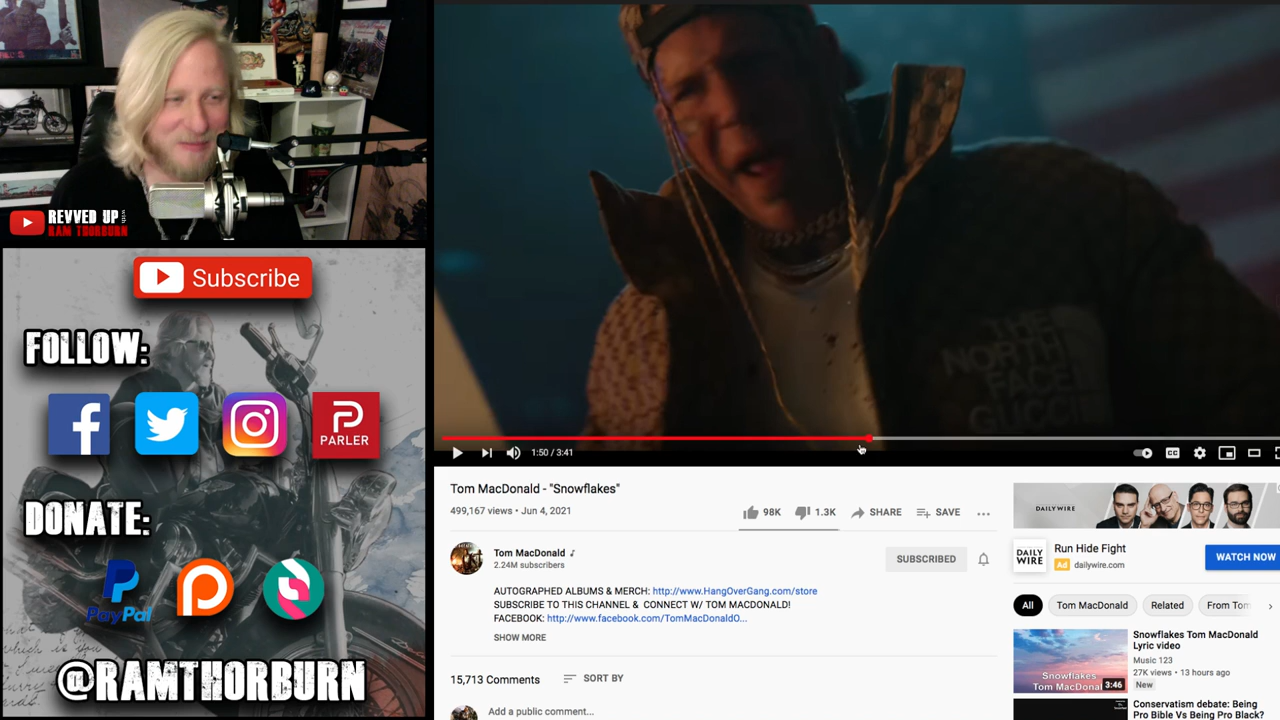 REVVED UP
RAM THORBURN
Subscribe
FOLLOW:
PARLER
DONATE:
PayPal
@RAMTHORBURN
THE
NORTH
FACE
GUCCI
1:50 / 3:41
CC
Tom MacDonald - "Snowflakes"
499,167 views • Jun 4, 2021
98K
1.3K
SHARE
SAVE
Tom MacDonald
2.24M subscribers
SUBSCRIBED
AUTOGRAPHED ALBUMS & MERCH: http://www.HangOverGang.com/store
SUBSCRIBE TO THIS CHANNEL & CONNECT W/ TOM MACDONALD!
FACEBOOK: http://www.facebook.com/TomMacDonaldO...
SHOW MORE
15,713 Comments
SORT BY
Add a public comment...
DAILYWIRE
DAILY
WIRE
Run Hide Fight
Ad dailywire.com
WATCH NOW
All
Tom MacDonald
Related
From Tom
Snowflakes
Tom MacDonal
3:46
Snowflakes Tom MacDonald
Lyric video
Music 123
27K views • 13 hours ago
New
Conservatism debate: Being
Pro Bible Vs Being Pro Black?